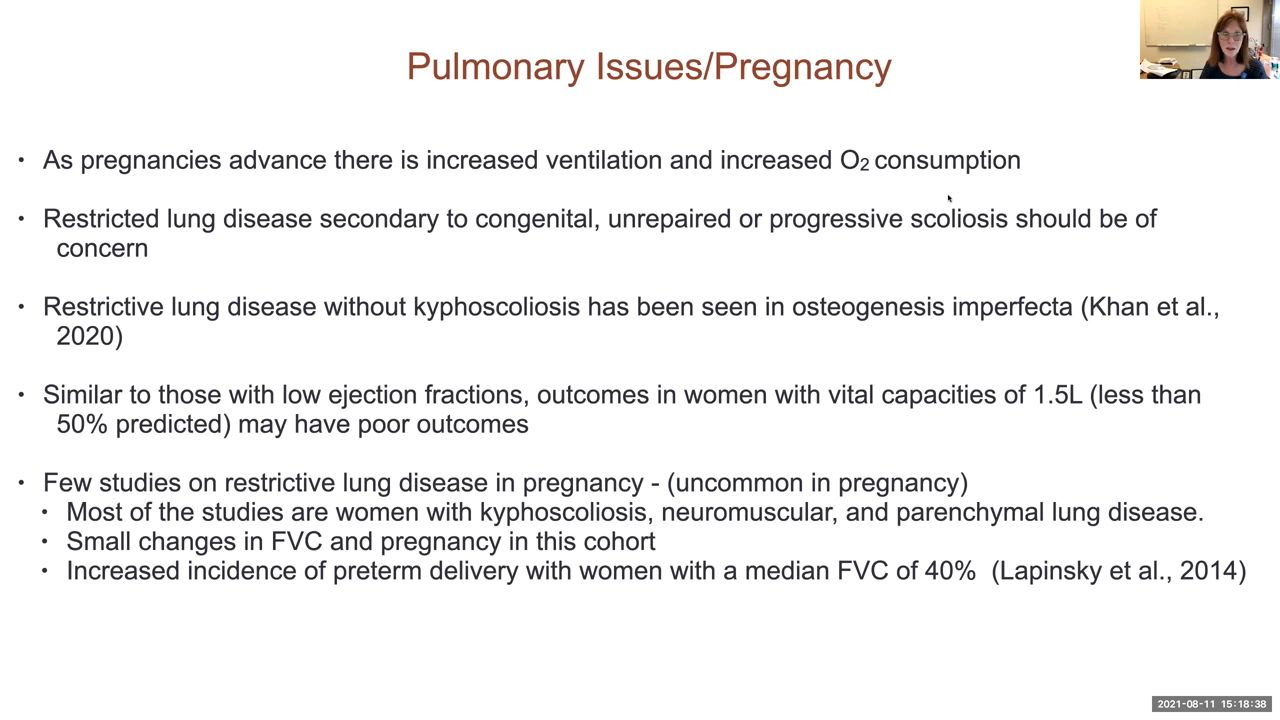 Pulmonary Issues/Pregnancy
• As pregnancies advance there is increased ventilation and increased O2 consumption
• Restricted lung disease secondary to congenital, unrepaired or progressive scoliosis should be of
concern
• Restrictive lung disease without kyphoscoliosis has been seen in osteogenesis imperfecta (Khan et al.,
2020)
• Similar to those with low ejection fractions, outcomes in women with vital capacities of 1.5L (less than
50% predicted) may have poor outcomes
• Few studies on restrictive lung disease in pregnancy - (uncommon in pregnancy)
• Most of the studies are women with kyphoscoliosis, neuromuscular, and parenchymal lung disease.
• Small changes in FVC and pregnancy in this cohort
• Increased incidence of preterm delivery with women with a median FVC of 40% (Lapinsky et al., 2014)
2021-08-11 15:18:38